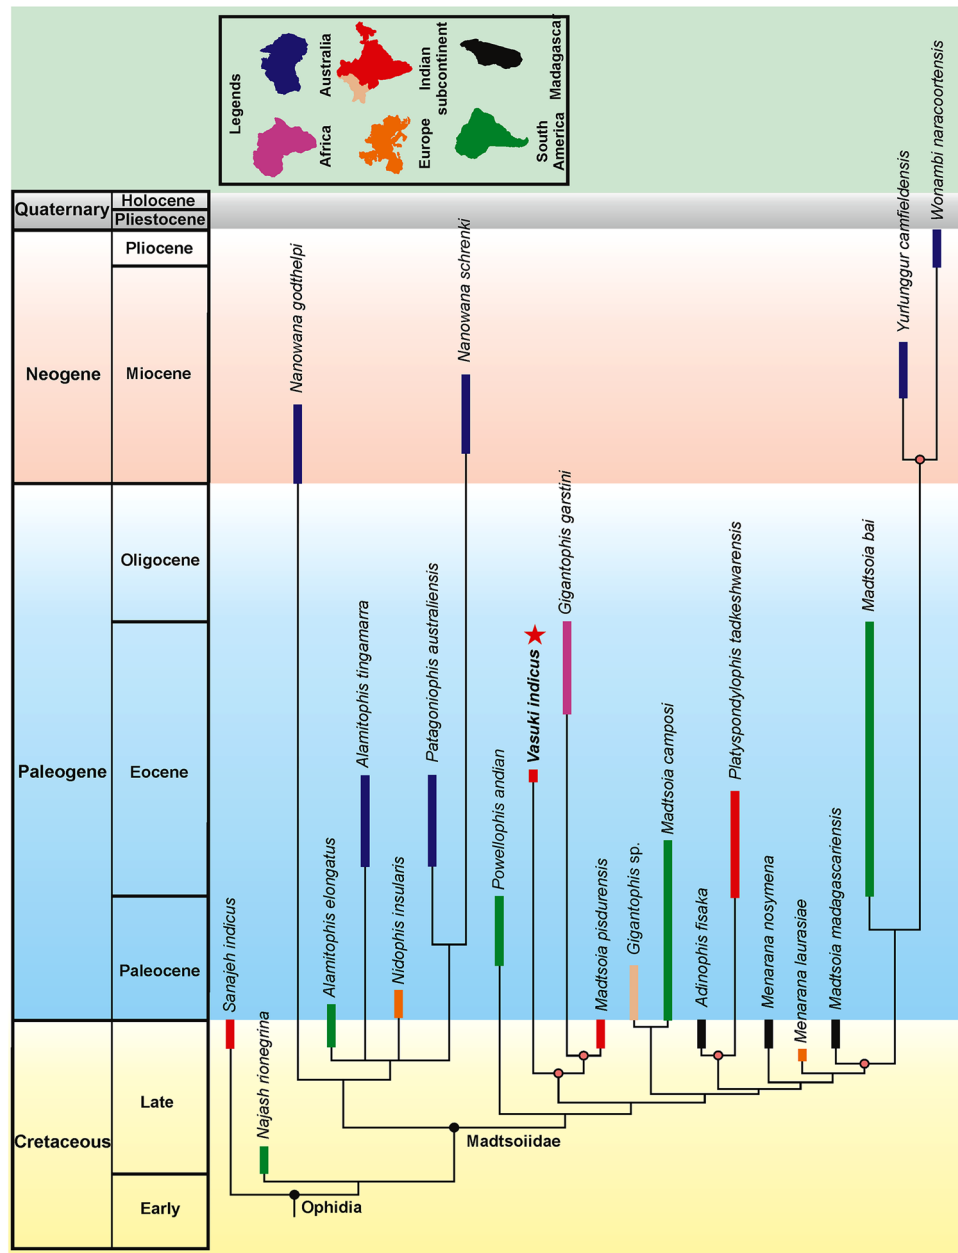 Legends
Africa
Australia
Europe
Indian
subcontinent
South
America
Madagascar
Quaternary
Holocene
Pliestocene
Neogene
Pliocene
Miocene
Paleogene
Oligocene
Eocene
Paleocene
Cretaceous
Late
Early
Sanajeh indicus
Najash rionegrina
Nanowana godthelpi
Alamitophis elongatus
Alamitophis tingamarra
Nidophis insularis
Patagoniophis australiensis
Nanowana schrenki
Powellophis andian
Vasuki indicus
Gigantophis garstini
Madtsoia pisdurensis
Gigantophis sp.
Madtsoia camposi
Adinophis fisaka
Platyspondylophis tadkeshwarensis
Menarana nosymena
Menarana laurasiae
Madtsoia madagascariensis
Madtsoia bai
Yurlunggur camfieldensis
Wonambi naracoortensis
Madtsoiidae
Ophidia